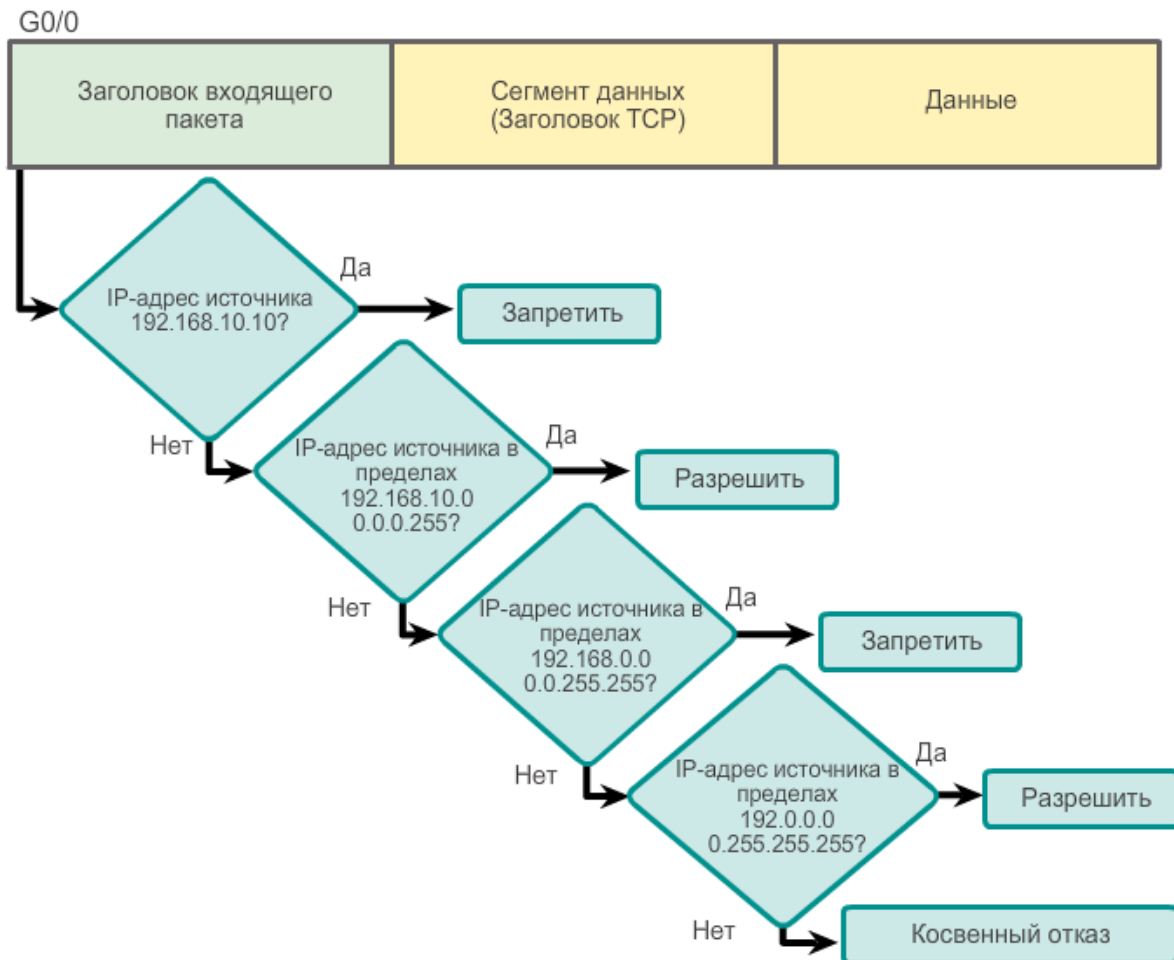 G0/0
Заголовок входящего
пакета
Сегмент данных
(Заголовок TCP)
Данные
IP-адрес источника
192.168.10.10?
Да
Запретить
Нет
IP-адрес источника в
пределах
192.168.10.0
0.0.0.255?
Да
Разрешить
Нет
IP-адрес источника в
пределах
192.168.0.0
0.0.255.255?
Да
Запретить
Нет
IP-адрес источника в
пределах
192.0.0.0
0.255.255.255?
Да
Разрешить
Нет
Косвенный отказ